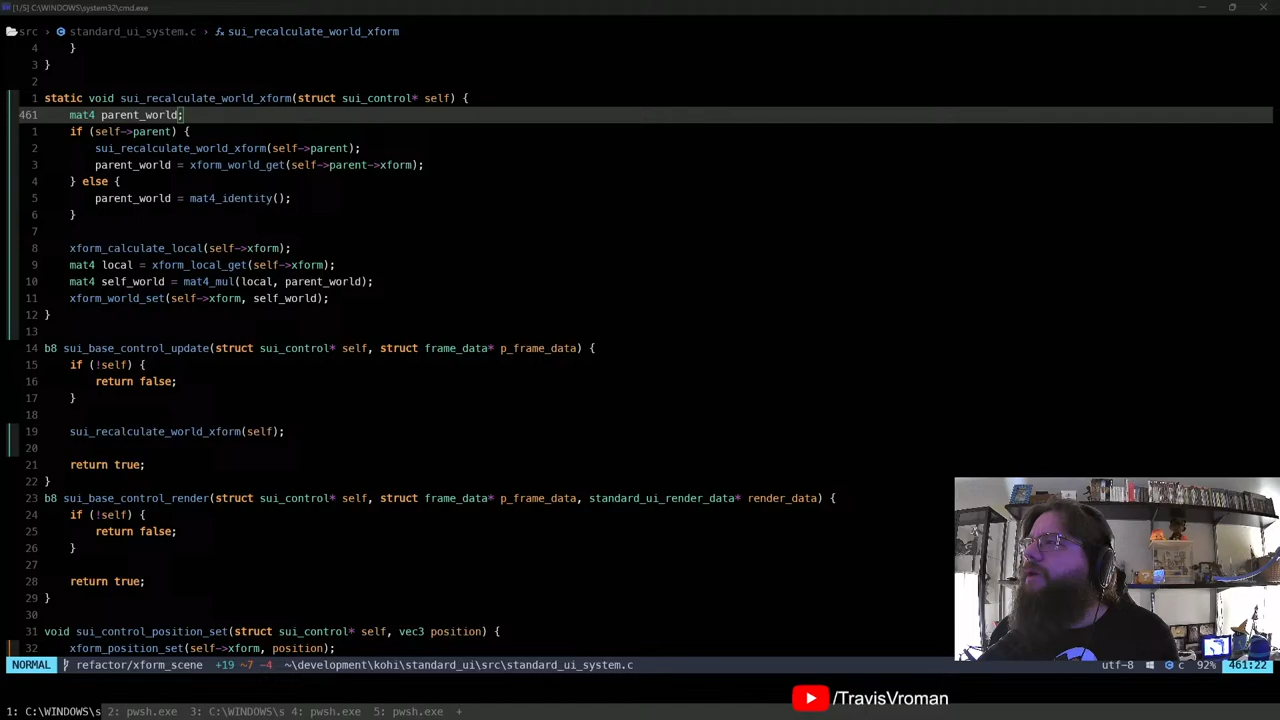 [1/5] C:\WINDOWS\system32\cmd.exe
src › C standard_ui_system.c › fx sui_recalculate_world_xform
4 }
3 }
2
1 static void sui_recalculate_world_xform(struct sui_control* self) {
461 mat4 parent_world;
1 if (self->parent) {
2 sui_recalculate_world_xform(self->parent);
3 parent_world = xform_world_get(self->parent->xform);
4 } else {
5 parent_world = mat4_identity();
6 }
7
8 xform_calculate_local(self->xform);
9 mat4 local = xform_local_get(self->xform);
10 mat4 self_world = mat4_mul(local, parent_world);
11 xform_world_set(self->xform, self_world);
12 }
13
14 b8 sui_base_control_update(struct sui_control* self, struct frame_data* p_frame_data) {
15 if (!self) {
16 return false;
17 }
18
19 sui_recalculate_world_xform(self);
20
21 return true;
22 }
23 b8 sui_base_control_render(struct sui_control* self, struct frame_data* p_frame_data, standard_ui_render_data* render_data) {
24 if (!self) {
25 return false;
26 }
27
28 return true;
29 }
30
31 void sui_control_position_set(struct sui_control* self, vec3 position) {
32 xform_position_set(self->xform, position);
NORMAL refactor/xform_scene +19 ~7 -4 ~\development\kohi\standard_ui\src\standard_ui_system.c utf-8 C c 92% 461:22
/TravisVroman
1: C:\WINDOWS\s 2: pwsh.exe 3: C:\WINDOWS\s 4: pwsh.exe 5: pwsh.exe +